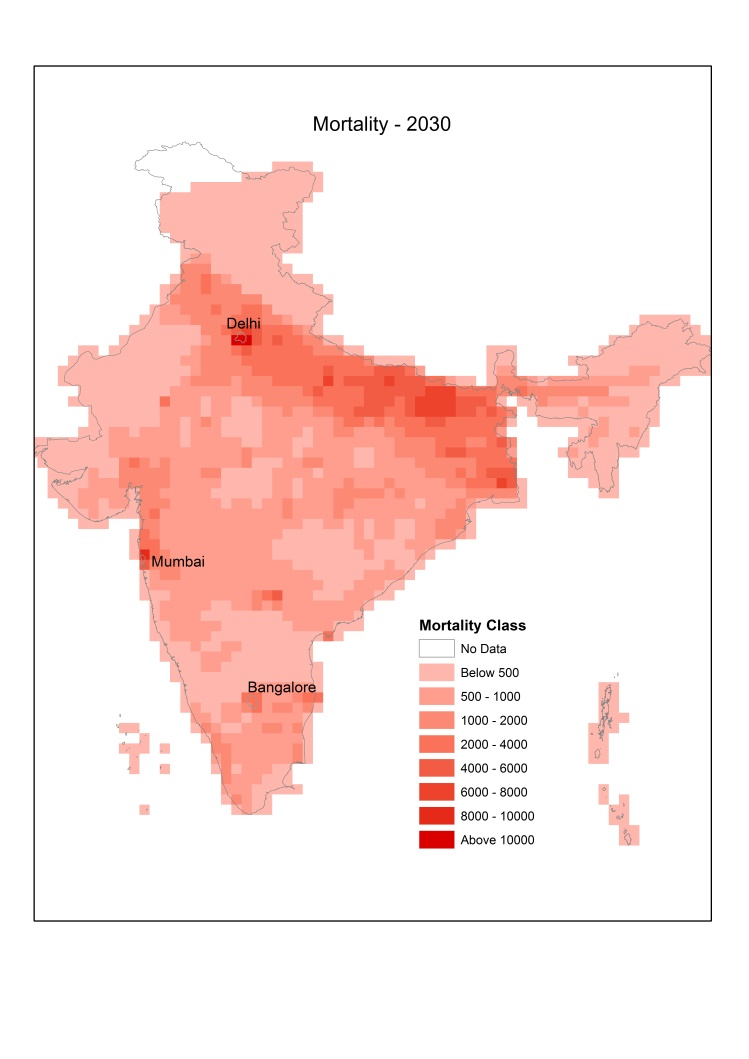 Mortality - 2030
Delhi
Mumbai
Bangalore
Mortality Class
No Data
Below 500
500 - 1000
1000 - 2000
2000 - 4000
4000 - 6000
6000 - 8000
8000 - 10000
Above 10000